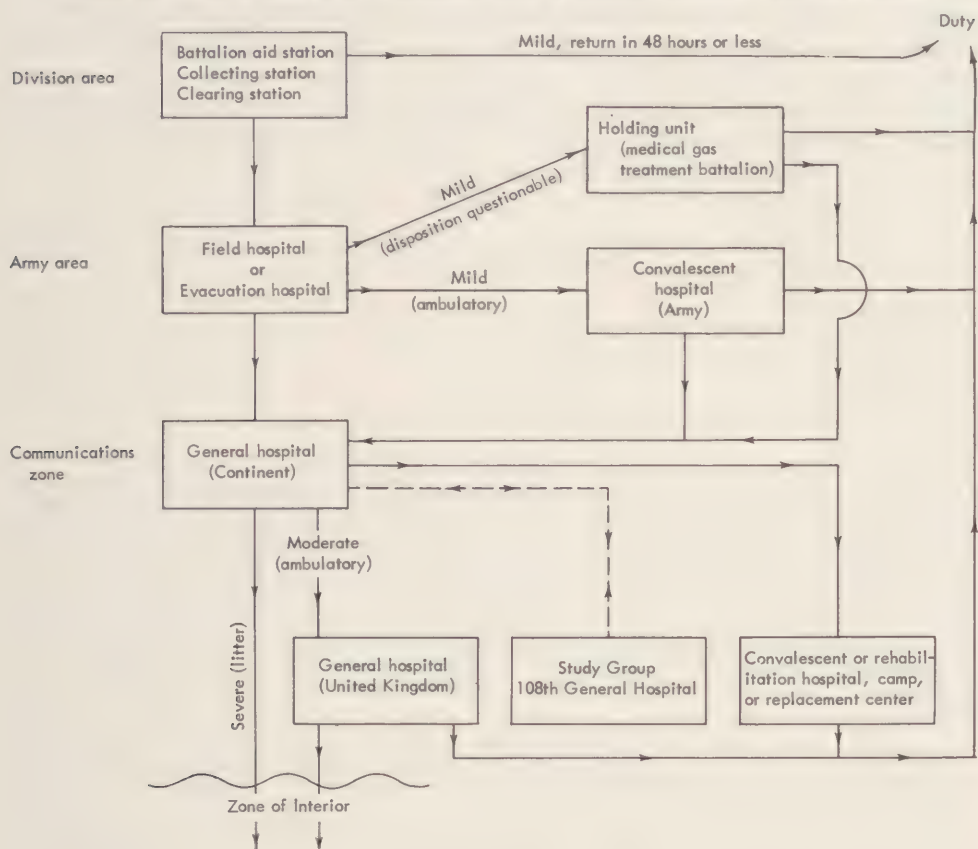 Duty
Mild, return in 48 hours or less
Division area
Battalion aid station
Collecting station
Clearing station
Holding unit
(medical gas
treatment battalion)
Mild
(disposition questionable)
Army area
Field hospital
or
Evacuation hospital
Mild
(ambulatory)
Convalescent
hospital
(Army)
Communications
zone
General hospital
(Continent)
Moderate
(ambulatory)
Severe (litter)
General hospital
(United Kingdom)
Study Group
108th General Hospital
Convalescent or rehabil-
itation hospital, camp,
or replacement center
Zone of Interior